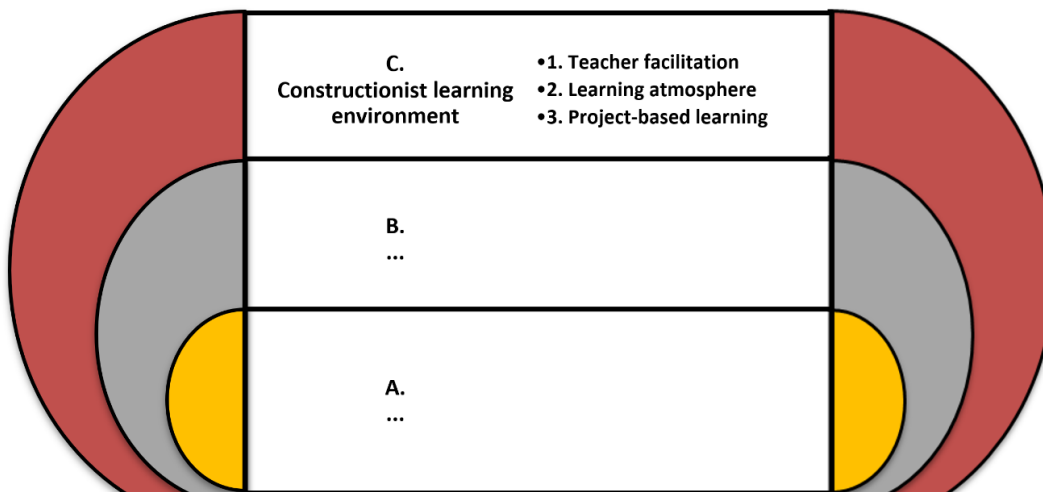 C.
Constructionist learning
environment
•1. Teacher facilitation
•2. Learning atmosphere
•3. Project-based learning
B.
...
A.
...